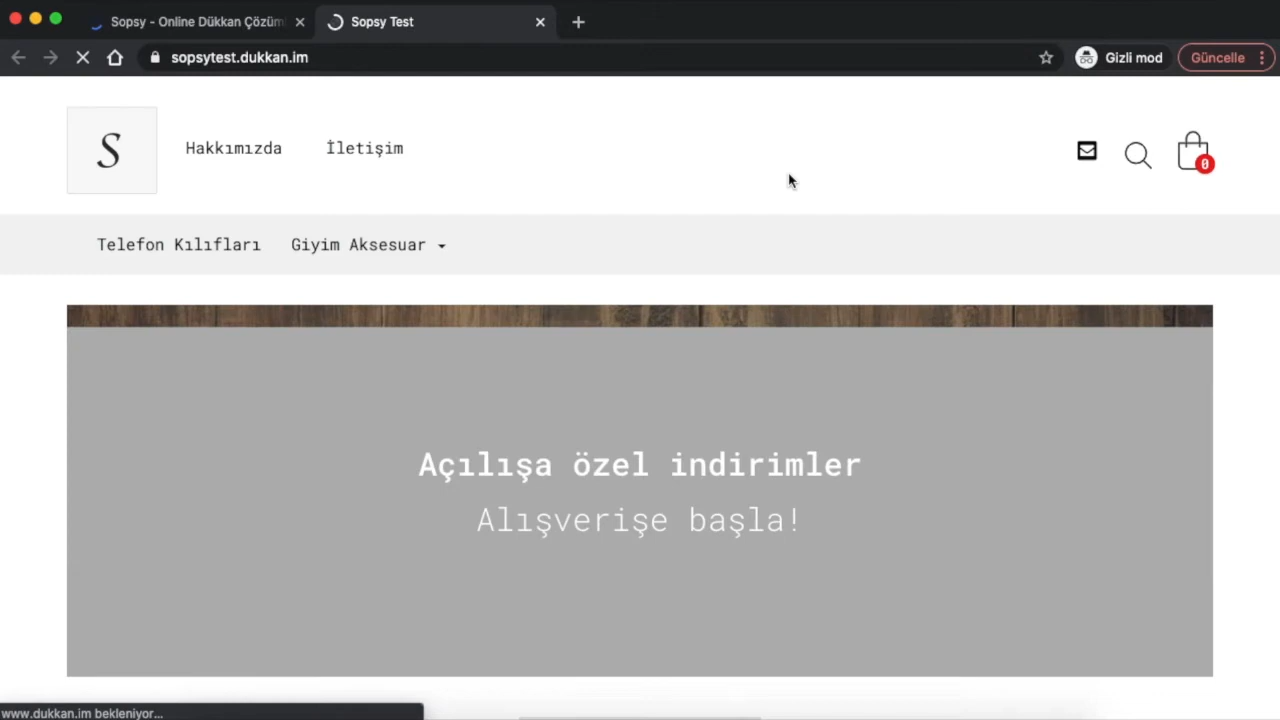 Sopsy - Online Dükkan Çözüml
Sopsy Test
sopsytest.dukkan.im
Gizli mod
Güncelle
S
Hakkımızda
İletişim
0
Telefon Kılıfları
Giyim Aksesuar
Açılışa özel indirimler
Alışverişe başla!
www.dukkan.im bekleniyor...